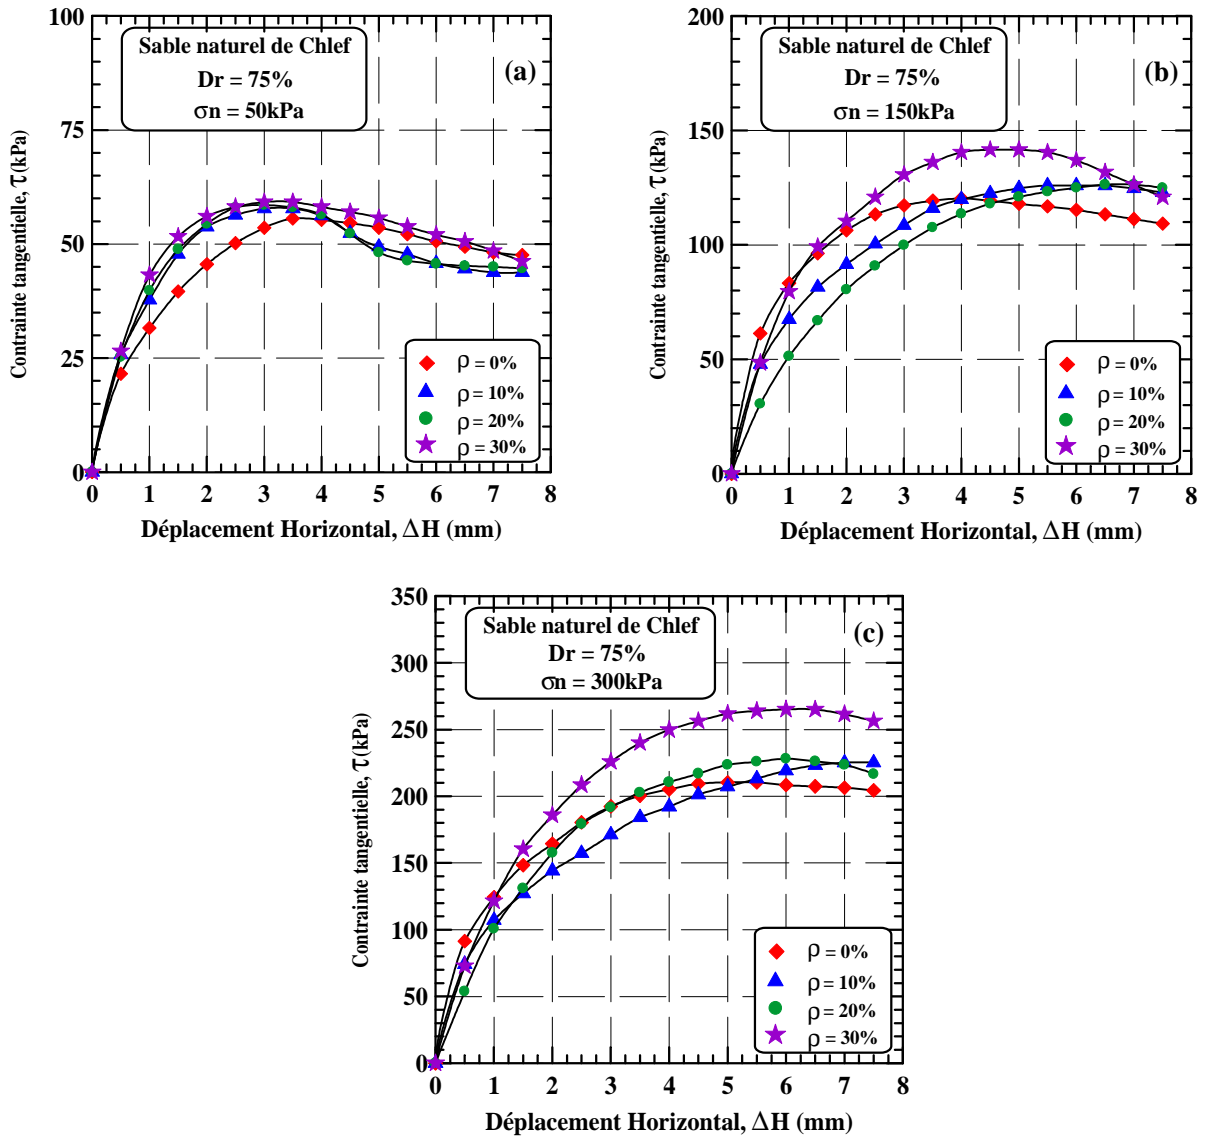 Sable naturel de Chlef
Dr = 75%
σn = 50kPa
(a)
100
75
50
25
0
Contrainte tangentielle, τ(kPa)
ρ = 0%
ρ = 10%
ρ = 20%
ρ = 30%
0 1 2 3 4 5 6 7 8
Déplacement Horizontal, ΔH (mm)
Sable naturel de Chlef
Dr = 75%
σn = 150kPa
(b)
200
150
100
50
0
Contrainte tangentielle, τ(kPa)
ρ = 0%
ρ = 10%
ρ = 20%
ρ = 30%
0 1 2 3 4 5 6 7 8
Déplacement Horizontal, ΔH (mm)
Sable naturel de Chlef
Dr = 75%
σn = 300kPa
(c)
350
300
250
200
150
100
50
0
Contrainte tangentielle, τ(kPa)
ρ = 0%
ρ = 10%
ρ = 20%
ρ = 30%
0 1 2 3 4 5 6 7 8
Déplacement Horizontal, ΔH (mm)